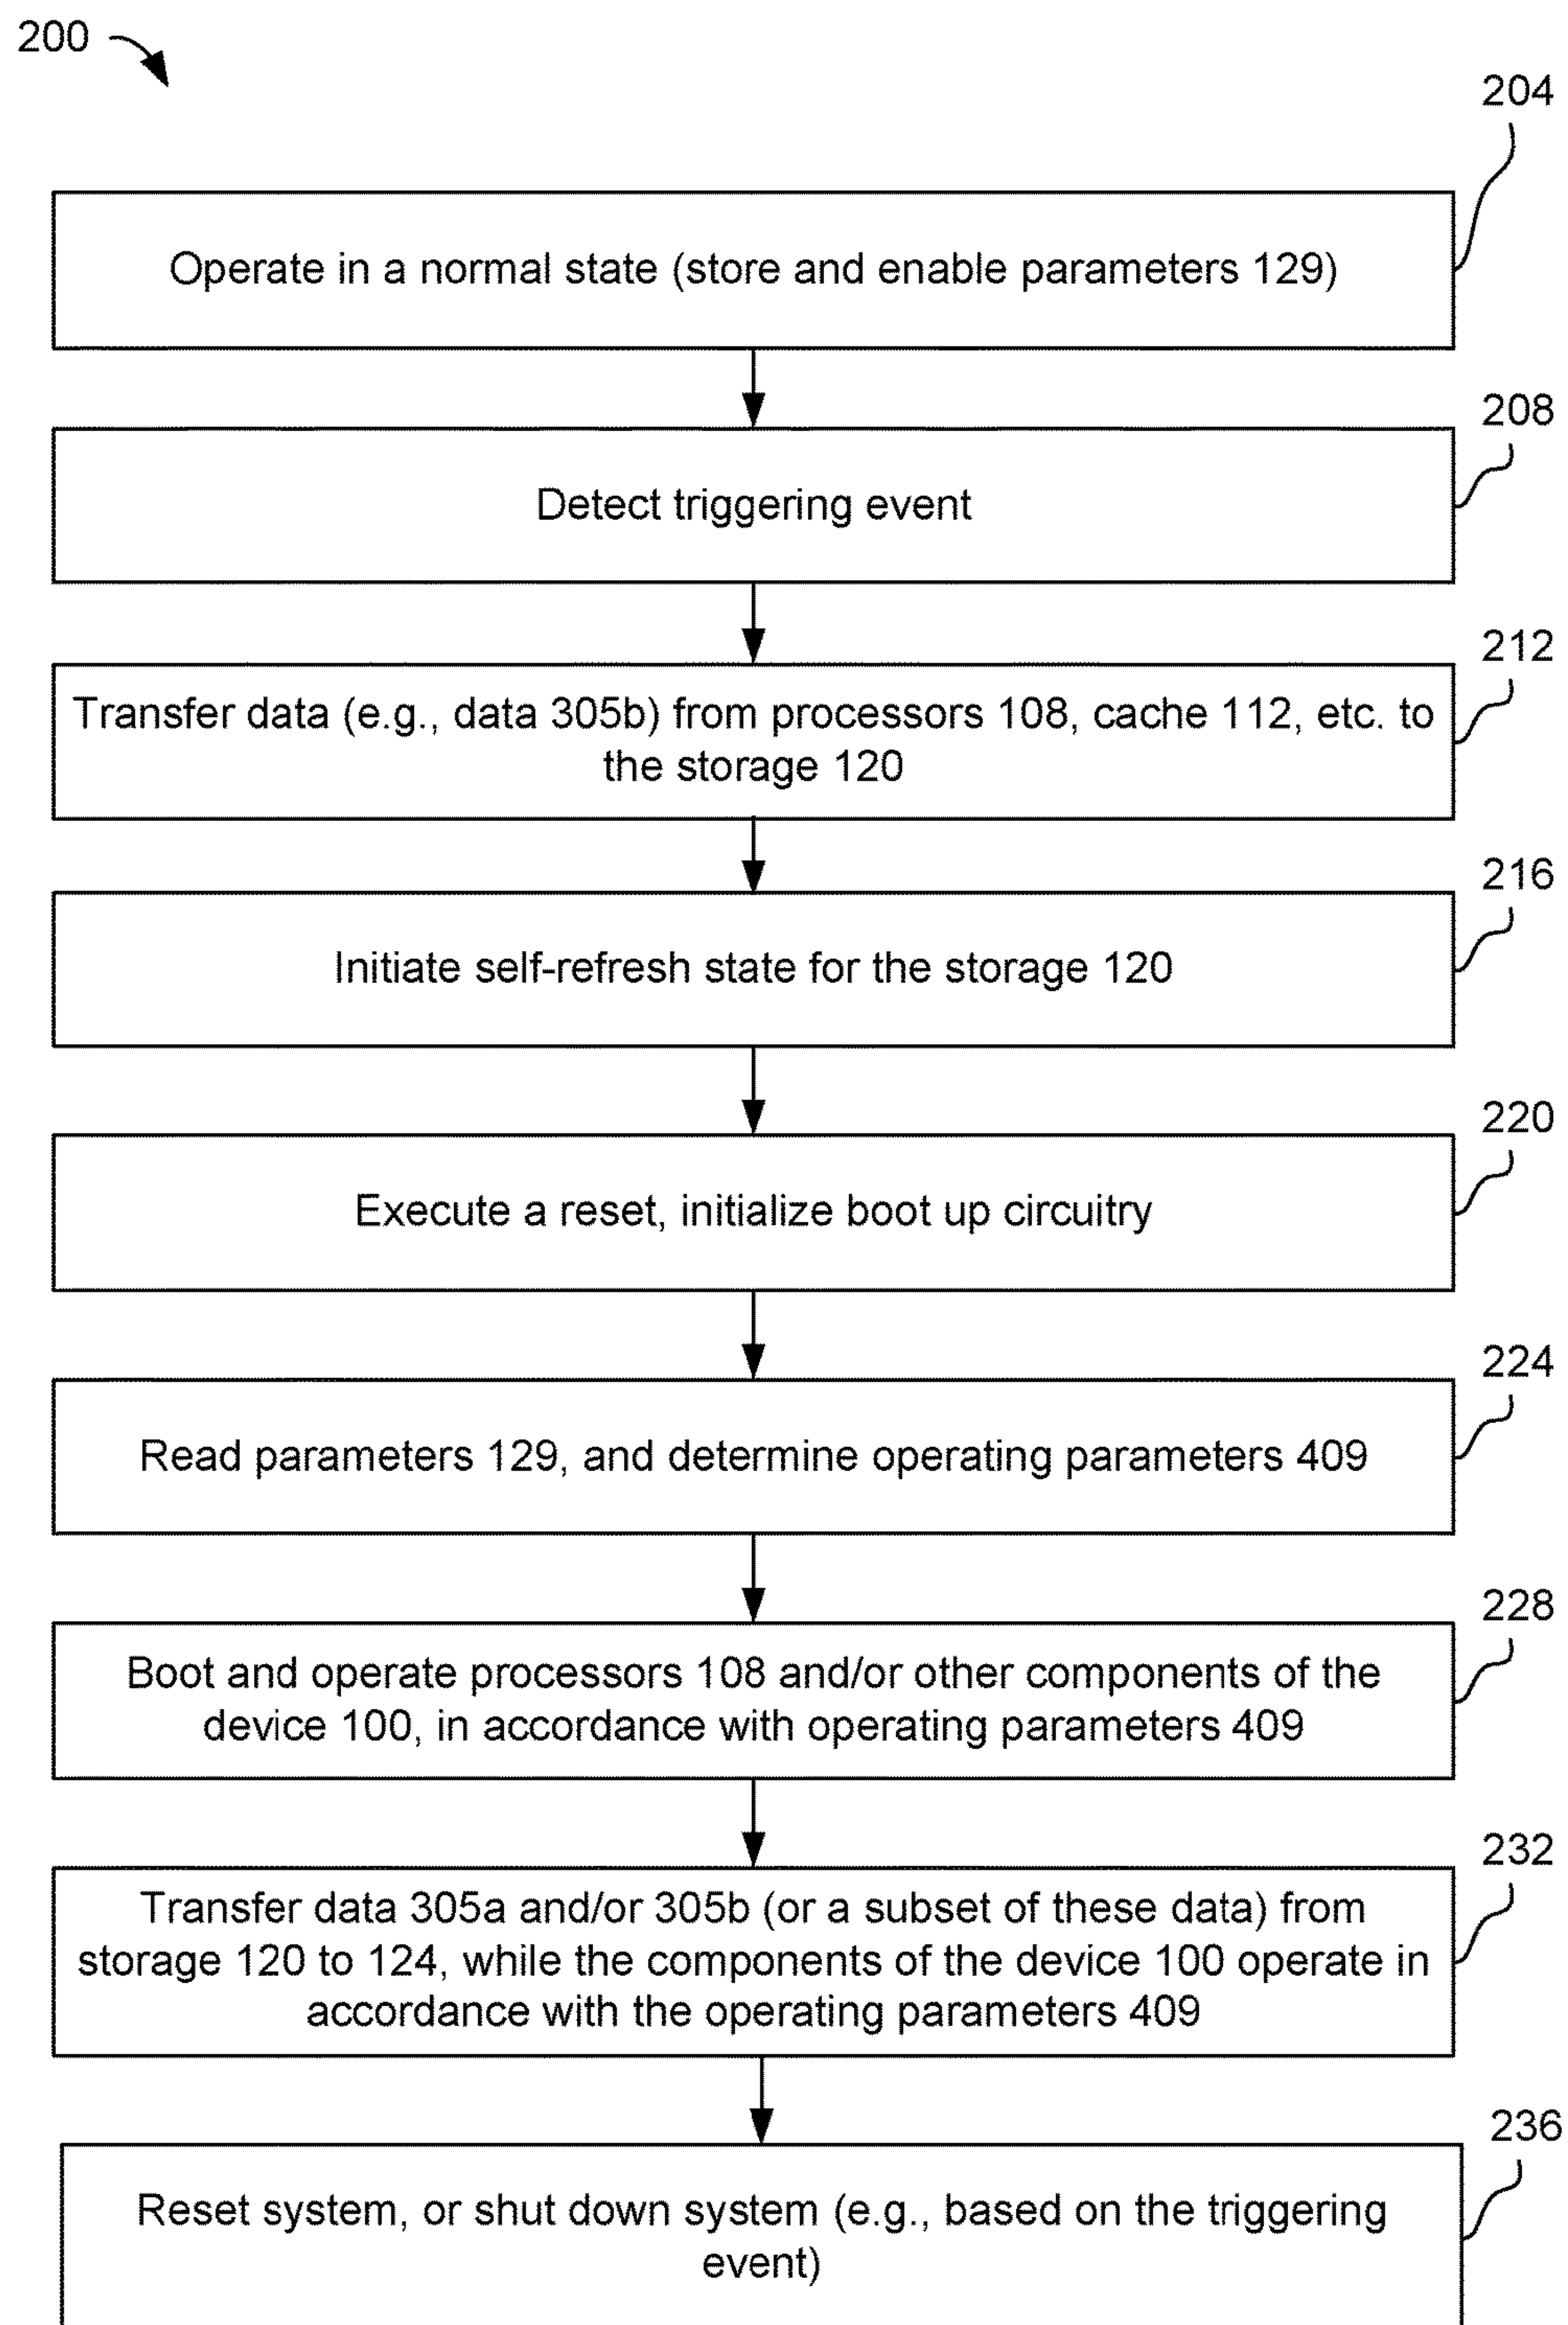 200
204
Operate in a normal state (store and enable parameters 129)
208
Detect triggering event
212
Transfer data (e.g., data 305b) from processors 108, cache 112, etc. to
the storage 120
216
Initiate self-refresh state for the storage 120
220
Execute a reset, initialize boot up circuitry
224
Read parameters 129, and determine operating parameters 409
228
Boot and operate processors 108 and/or other components of the
device 100, in accordance with operating parameters 409
232
Transfer data 305a and/or 305b (or a subset of these data) from
storage 120 to 124, while the components of the device 100 operate in
accordance with the operating parameters 409
236
Reset system, or shut down system (e.g., based on the triggering
event)